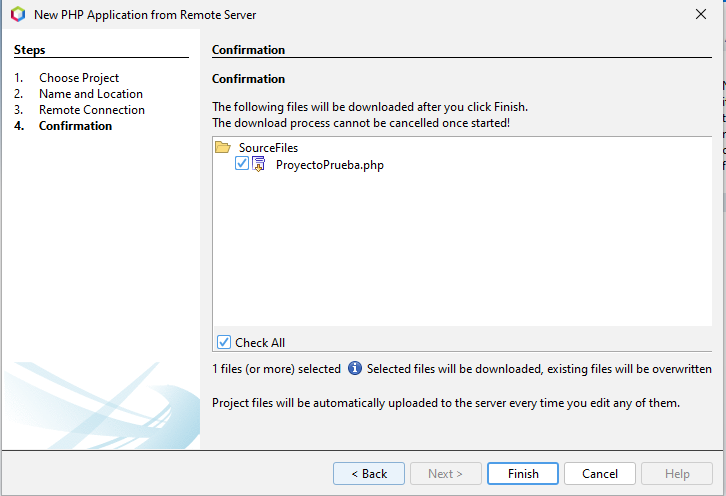 New PHP Application from Remote Server
Steps
1. Choose Project
2. Name and Location
3. Remote Connection
4. Confirmation
Confirmation
Confirmation
The following files will be downloaded after you click Finish.
The download process cannot be cancelled once started!
SourceFiles
ProyectoPrueba.php
Check All
1 files (or more) selected Selected files will be downloaded, existing files will be overwritten
Project files will be automatically uploaded to the server every time you edit any of them.
< Back Next > Finish Cancel Help